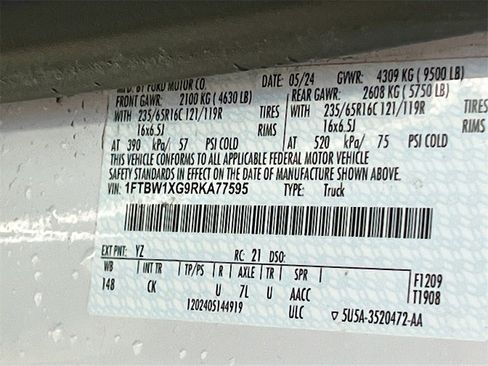 MFD. BY FORD MOTOR CO. DATE: 05/24 GVWR: 4309 KG (9500 LB)
FRONT GAWR: 2100 KG (4630 LB) REAR GAWR: 2608 KG (5750 LB)
WITH 235/65R16C 121/119R TIRES WITH 235/65R16C 121/119R TIRES
16x6.5J RIMS 16x6.5J RIMS
AT 390 kPa/ 57 PSI COLD AT 520 kPa/ 75 PSI COLD
THIS VEHICLE CONFORMS TO ALL APPLICABLE FEDERAL MOTOR VEHICLE
SAFETY STANDARDS IN EFFECT ON THE DATE OF MANUFACTURE SHOWN ABOVE.
VIN: 1FTBW1XG9RKA77595 TYPE: Truck
EXT PNT: YZ RC: 21 DSO:
WB INT TR TP/PS R AXLE TR SPR F1209
148 CK U 7L U AACC T1908
1202405144919 ULC ▽ 5U5A-3520472-AA